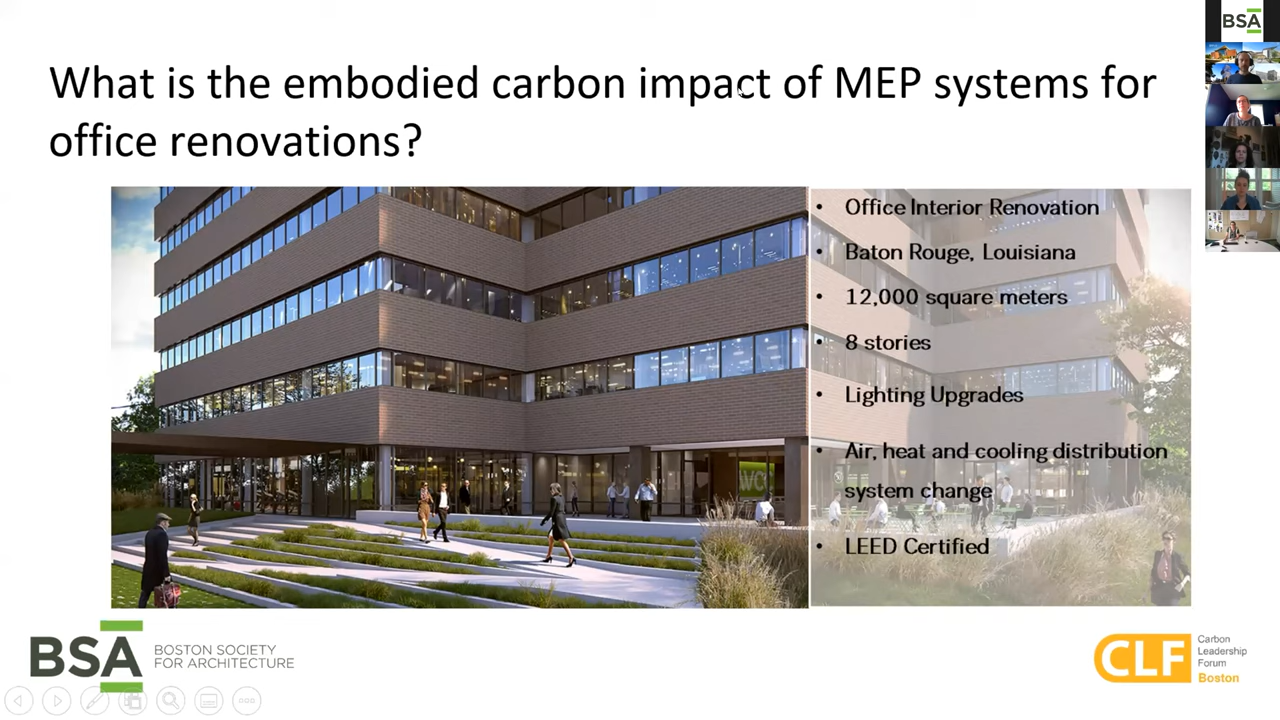 What is the embodied carbon impact of MEP systems for
office renovations?
• Office Interior Renovation
• Baton Rouge, Louisiana
• 12,000 square meters
• 8 stories
• Lighting Upgrades
• Air, heat and cooling distribution
system change
• LEED Certified
BSA
BSA
BOSTON SOCIETY
FOR ARCHITECTURE
CLF
Carbon
Leadership
Forum
Boston